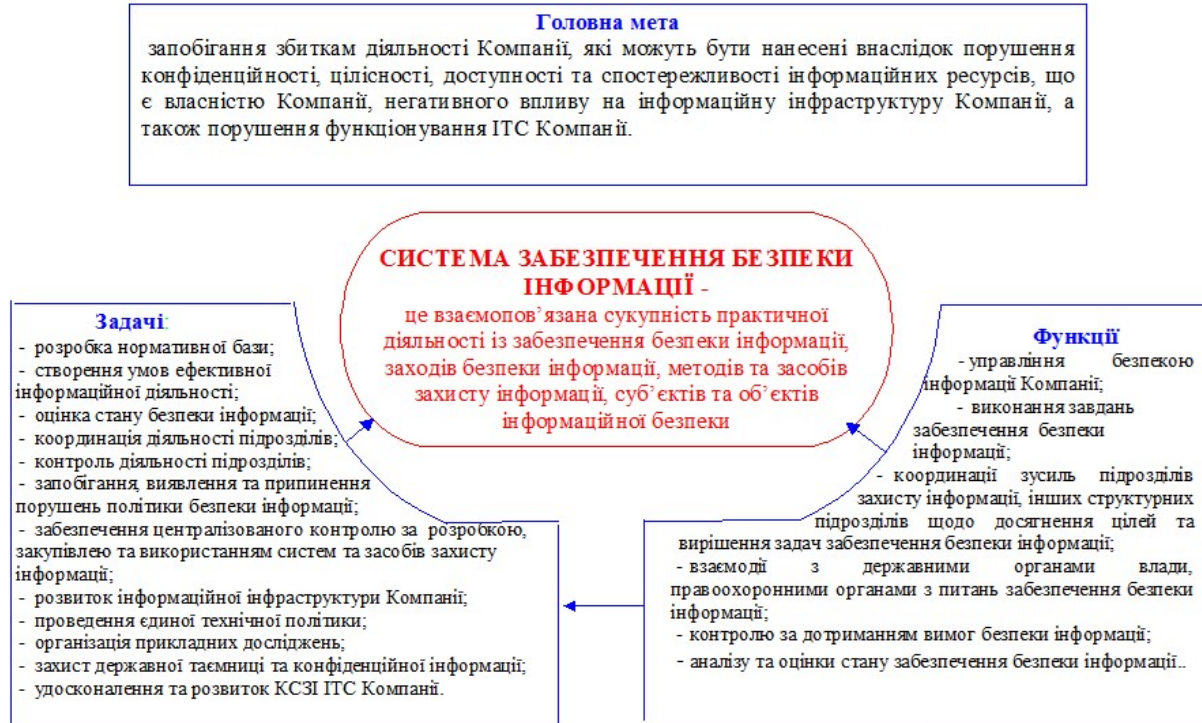 Головна мета
запобігання збиткам діяльності Компанії, які можуть бути нанесені внаслідок порушення
конфіденційності, цілісності, доступності та спостережливості інформаційних ресурсів, що
є власністю Компанії, негативного впливу на інформаційну інфраструктуру Компанії, а
також порушення функціонування ІТС Компанії.
СИСТЕМА ЗАБЕЗПЕЧЕННЯ БЕЗПЕКИ
ІНФОРМАЦІЇ -
це взаємопов’язана сукупність практичної
діяльності із забезпечення безпеки інформації,
заходів безпеки інформації, методів та засобів
захисту інформації, суб’єктів та об’єктів
інформаційної безпеки
Задачі:
- розробка нормативної бази;
- створення умов ефективної
інформаційної діяльності;
- оцінка стану безпеки інформації;
- координація діяльності підрозділів;
- контроль діяльності підрозділів;
- запобігання, виявлення та припинення
порушень політики безпеки інформації;
- забезпечення централізованого контролю за розробкою,
закупівлею та використанням систем та засобів захисту
інформації;
- розвиток інформаційної інфраструктури Компанії;
- проведення єдиної технічної політики;
- організація прикладних досліджень;
- захист державної таємниці та конфіденційної інформації;
- удосконалення та розвиток КСЗІ ІТС Компанії.
Функції
- управління безпекою
інформації Компанії;
- виконання завдань
забезпечення безпеки
інформації;
- координації зусиль підрозділів
захисту інформації, інших структурних
підрозділів щодо досягнення цілей та
вирішення задач забезпечення безпеки інформації;
- взаємодії з державними органами влади,
правоохоронними органами з питань забезпечення безпеки
інформації;
- контролю за дотриманням вимог безпеки інформації;
- аналізу та оцінки стану забезпечення безпеки інформації..